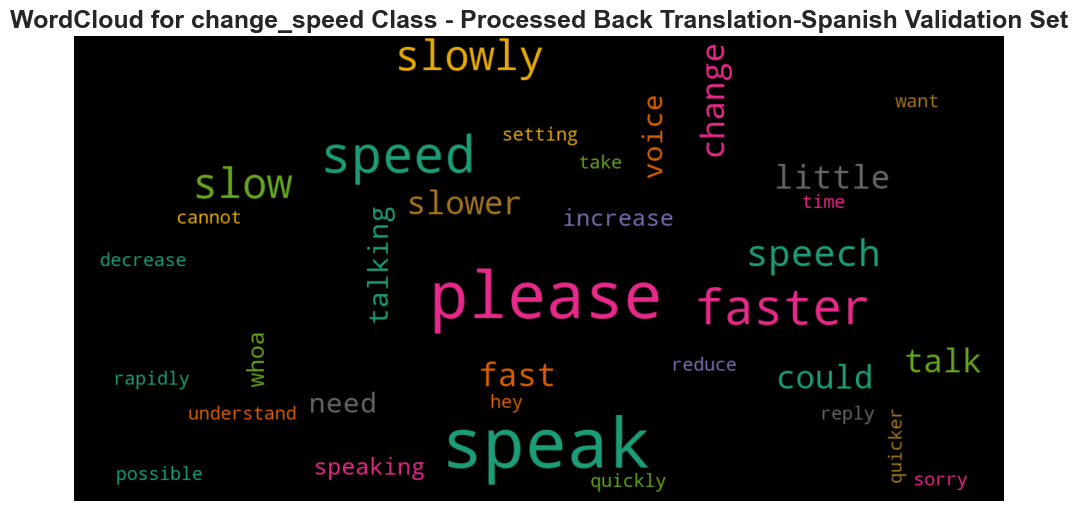 WordCloud for change_speed Class - Processed Back Translation-Spanish Validation Set
slowly
change
want
voice
setting
speed
take
slow
little
slower
time
cannot
increase
talking
speech
decrease
please
faster
whoa
talk
reduce
fast
could
rapidly
need
hey
understand
reply
quicker
speak
speaking
possible
quickly
sorry